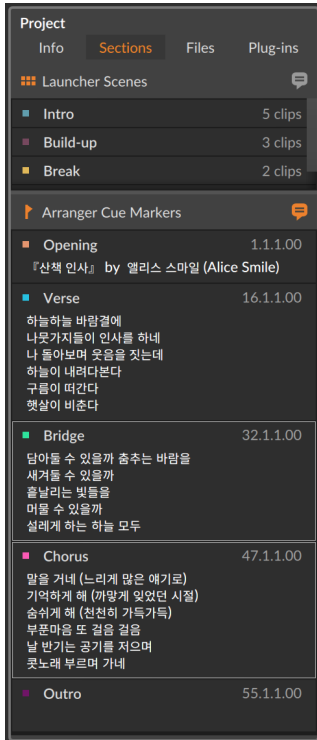 Project
Info Sections Files Plug-ins
Launcher Scenes
Intro 5 clips
Build-up 3 clips
Break 2 clips
Arranger Cue Markers
Opening 1.1.1.00
『산책 인사』 by 앨리스 스마일 (Alice Smile)
Verse 16.1.1.00
하늘하늘 바람결에
나뭇가지들이 인사를 하네
나 돌아보며 웃음을 짓는데
하늘이 내려다본다
구름이 떠간다
햇살이 비춘다
Bridge 32.1.1.00
담아둘 수 있을까 춤추는 바람을
새겨둘 수 있을까
흩날리는 빛들을
머물 수 있을까
설레게 하는 하늘 모두
Chorus 47.1.1.00
말을 거네 (느리게 많은 얘기로)
기억하게 해 (까맣게 잊었던 시절)
숨쉬게 해 (천천히 가득가득)
부푼마음 또 걸음 걸음
날 반기는 공기를 저으며
콧노래 부르며 가네
Outro 55.1.1.00